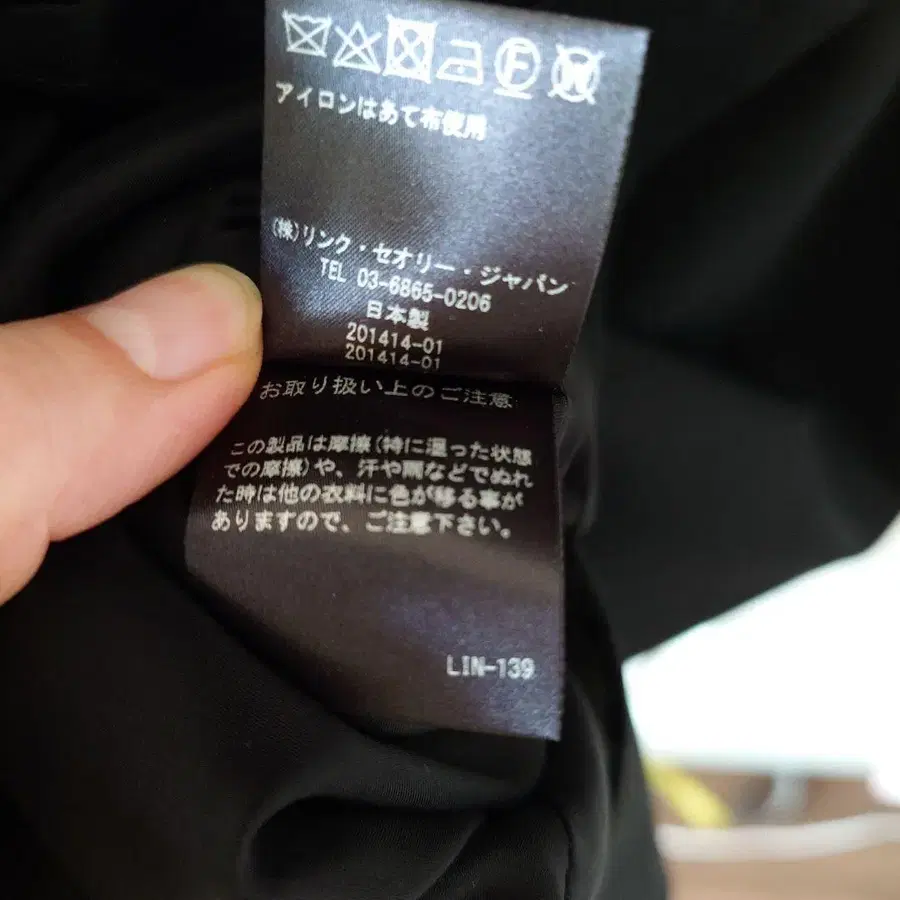 F W
アイロンはあて布使用
(株)リンク・セオリー・ジャパン
TEL 03-6865-0206
日本製
201414-01
201414-01
お取り扱い上のご注意
この製品は摩擦(特に湿った状態
での摩擦)や、汗や雨などでぬれ
た時は他の衣料に色が移る事が
ありますので、ご注意下さい。
LIN-139